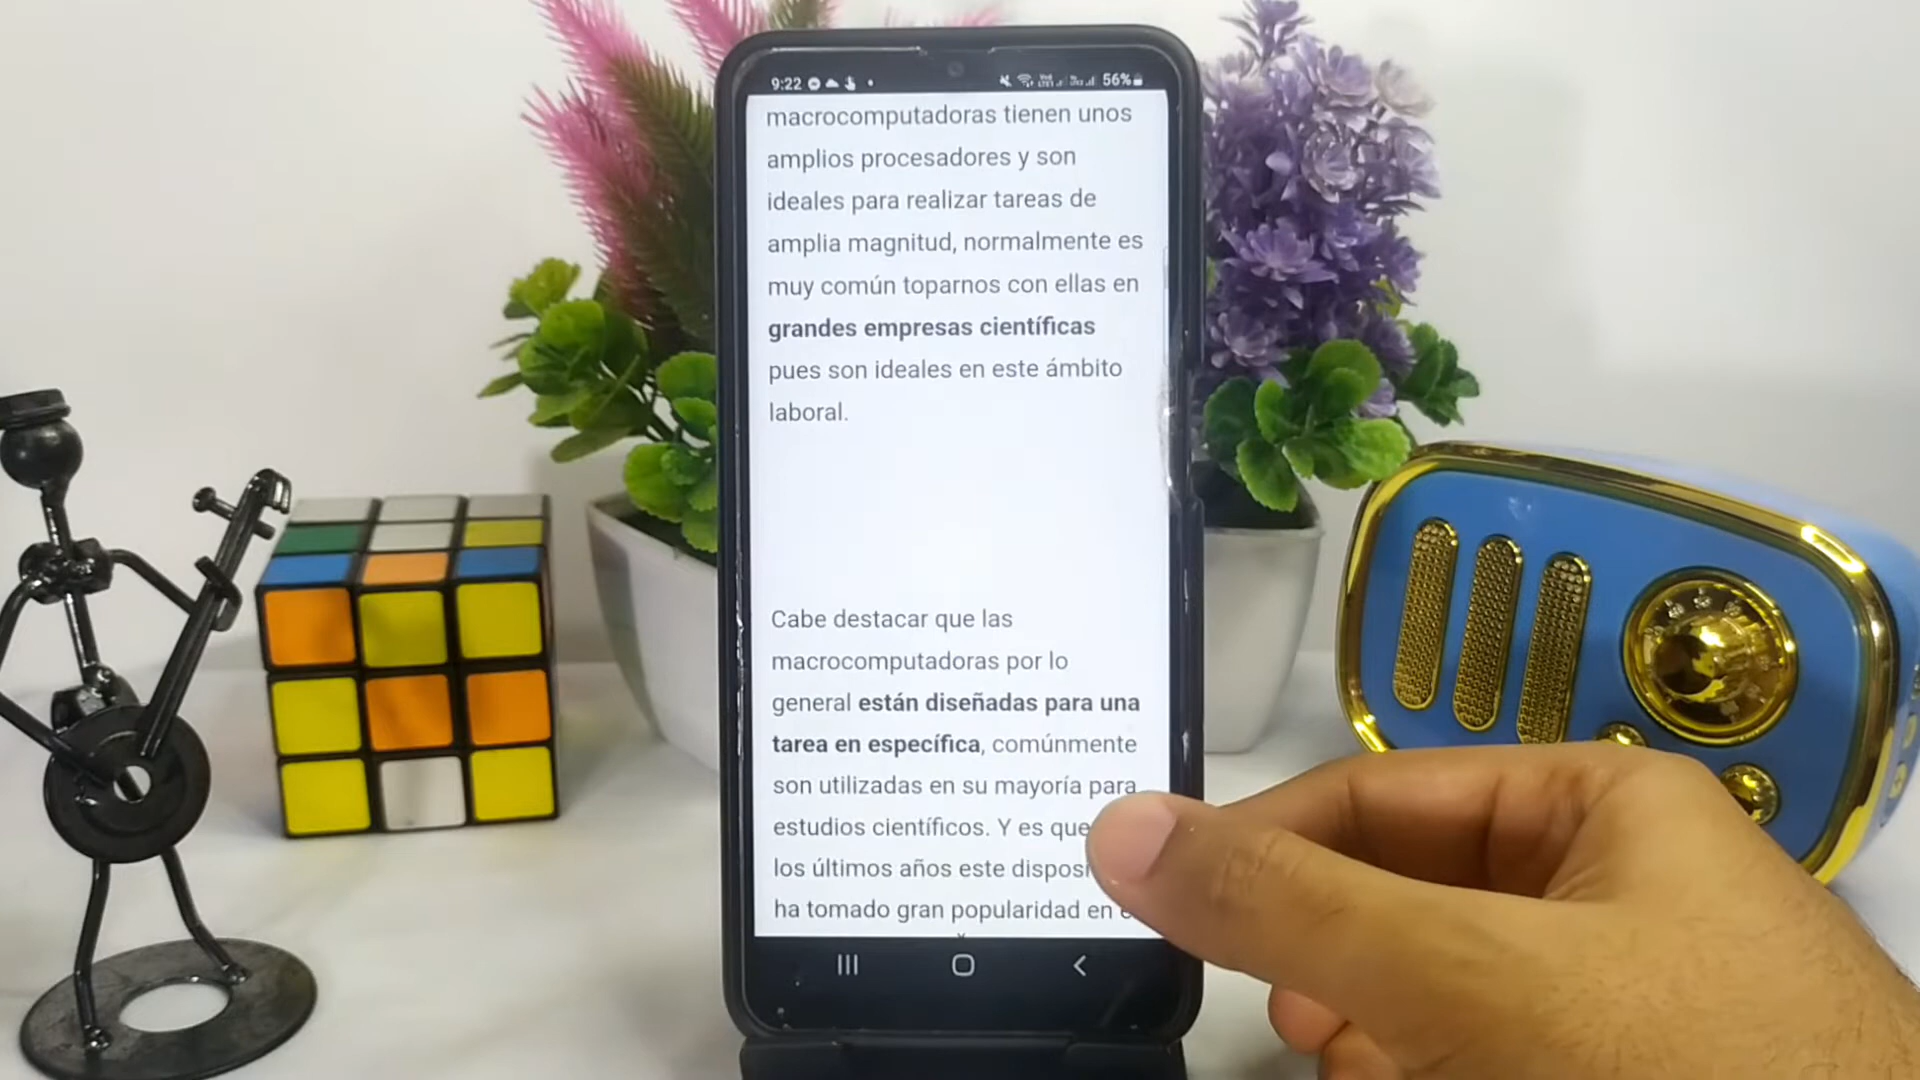 9:22
56%
macrocomputadoras tienen unos
amplios procesadores y son
ideales para realizar tareas de
amplia magnitud, normalmente es
muy común toparnos con ellas en
grandes empresas científicas
pues son ideales en este ámbito
laboral.
Cabe destacar que las
macrocomputadoras por lo
general están diseñadas para una
tarea en específica, comúnmente
son utilizadas en su mayoría para
estudios científicos. Y es que
los últimos años este
ha tomado gran popularidad en